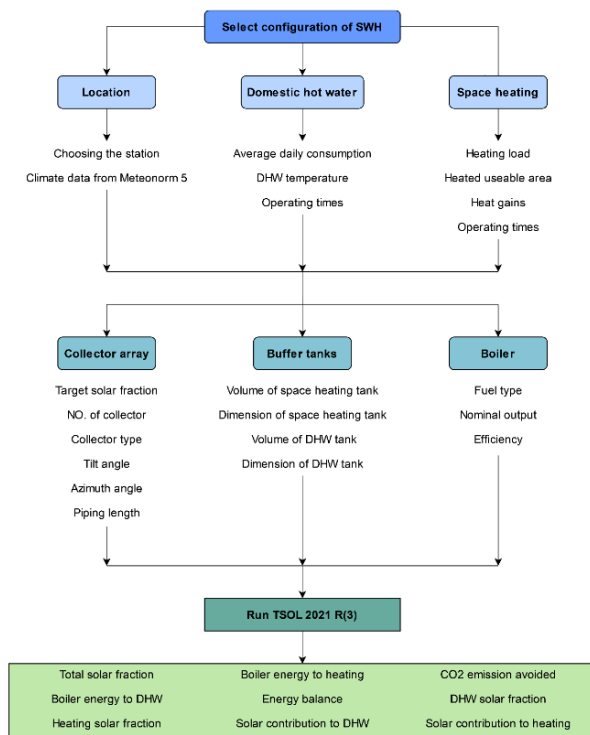 Select configuration of SWH
Location
Domestic hot water
Space heating
Choosing the station
Climate data from Meteonorm 5
Average daily consumption
DHW temperature
Operating times
Heating load
Heated useable area
Heat gains
Operating times
Collector array
Buffer tanks
Boiler
Target solar fraction
NO. of collector
Collector type
Tilt angle
Azimuth angle
Piping length
Volume of space heating tank
Dimension of space heating tank
Volume of DHW tank
Dimension of DHW tank
Fuel type
Nominal output
Efficiency
Run TSOL 2021 R(3)
Total solar fraction
Boiler energy to heating
CO2 emission avoided
Boiler energy to DHW
Energy balance
DHW solar fraction
Heating solar fraction
Solar contribution to DHW
Solar contribution to heating